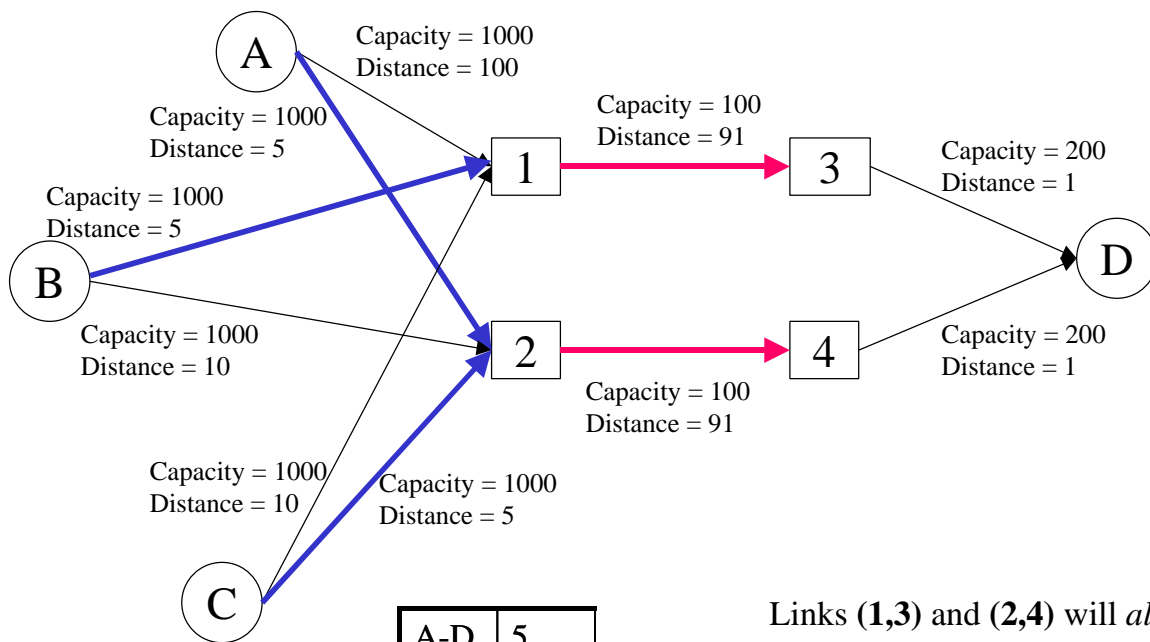 A
Capacity = 1000
Distance = 100
Capacity = 1000
Distance = 5
Capacity = 100
Distance = 91
1
3
Capacity = 200
Distance = 1
Capacity = 1000
Distance = 5
B
D
Capacity = 1000
Distance = 10
2
4
Capacity = 200
Distance = 1
Capacity = 100
Distance = 91
Capacity = 1000
Distance = 10
Capacity = 1000
Distance = 5
C
A-D 5
Links (1,3) and (2,4) will